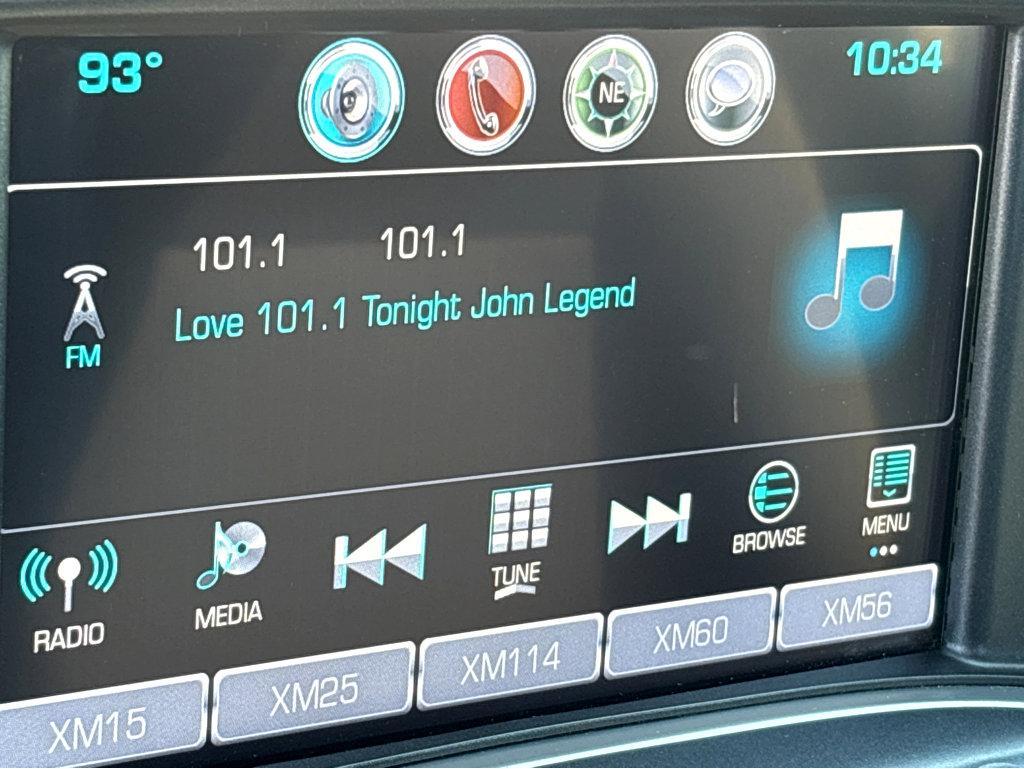 93° NE 10:34
101.1 101.1
Love 101.1 Tonight John Legend
FM
RADIO MEDIA TUNE BROWSE MENU
XM15 XM25 XM114 XM60 XM56